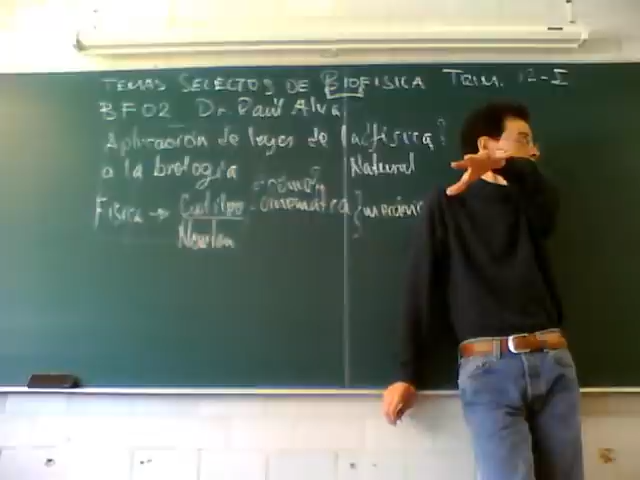 TEMAS SELECTOS DE BIOFISICA TRIM. 12-I
BF02 Dr Raúl Alva
Aplicación de leyes de la física?
a la biología Natural
Física → Galileo - cinemática }
Newton